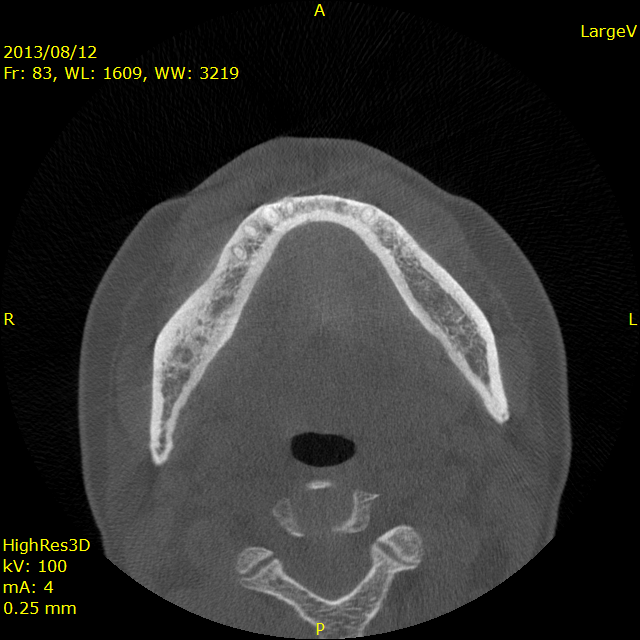 A
LargeV
2013/08/12
Fr: 83, WL: 1609, WW: 3219
R
L
HighRes3D
kV: 100
mA: 4
0.25 mm
P